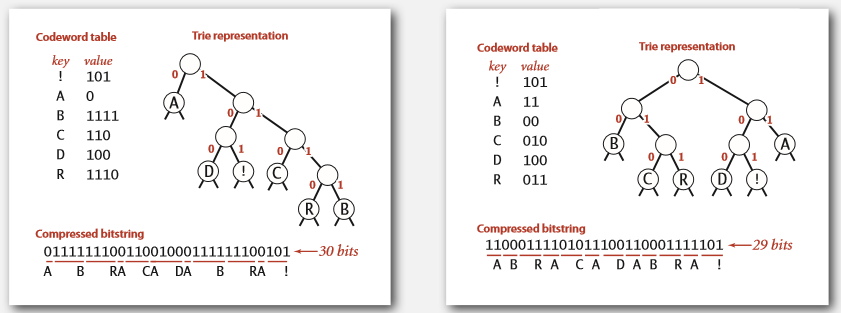 Codeword table
key value
! 101
A 0
B 1111
C 110
D 100
R 1110
Trie representation
0 1
A
0 1
0 1 0 1
D ! C
0 1
R B
Compressed bitstring
011111110011001000111111100101 30 bits
A B RA CA DA B RA !
Codeword table
key value
! 101
A 11
B 00
C 010
D 100
R 011
Trie representation
0 1
0 1 0 1
B A
0 1 0 1
C R D !
Compressed bitstring
11000111101011100110001111101 29 bits
A B R A C A D A B R A !